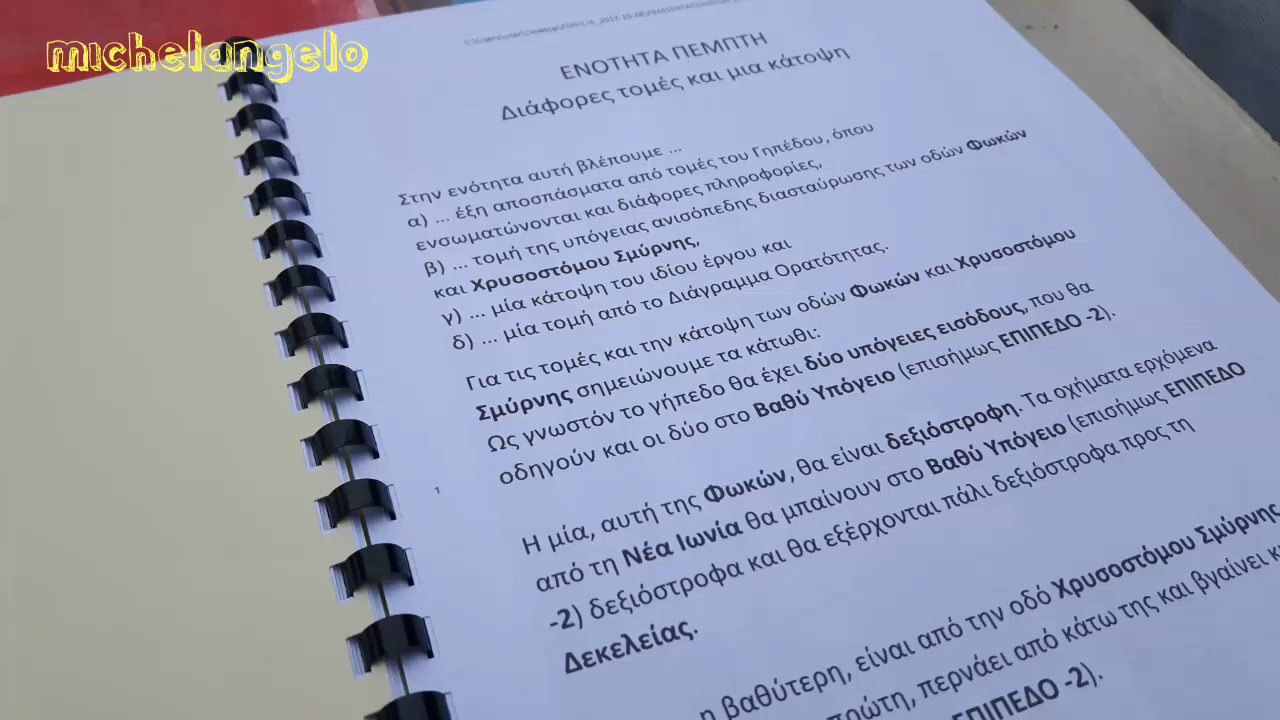 michelangelo
ΕΝΟΤΗΤΑ ΠΕΜΠΤΗ
Διάφορες τομές και μια κάτοψη
Στην ενότητα αυτή βλέπουμε ...
α) ... έξη αποσπάσματα από τομές του Γηπέδου, όπου
ενσωματώνονται και διάφορες πληροφορίες,
β) ... τομή της υπόγειας ανισόπεδης διασταύρωσης των οδών Φωκών
και Χρυσοστόμου Σμύρνης,
γ) ... μία κάτοψη του ιδίου έργου και
δ) ... μία τομή από το Διάγραμμα Ορατότητας.
Για τις τομές και την κάτοψη των οδών Φωκών και Χρυσοστόμου
Σμύρνης σημειώνουμε τα κάτωθι:
Ως γνωστόν το γήπεδο θα έχει δύο υπόγειες εισόδους, που θα
οδηγούν και οι δύο στο Βαθύ Υπόγειο (επισήμως ΕΠΙΠΕΔΟ -2).
Η μία, αυτή της Φωκών, θα είναι δεξιόστροφη. Τα οχήματα ερχόμενα
από τη Νέα Ιωνία θα μπαίνουν στο Βαθύ Υπόγειο (επισήμως ΕΠΙΠΕΔΟ
-2) δεξιόστροφα και θα εξέρχονται πάλι δεξιόστροφα προς τη
Δεκελείας.
η βαθύτερη, είναι από την οδό Χρυσοστόμου Σμύρνης
πρώτη, περνάει από κάτω της και βγαίνει
ΕΠΙΠΕΔΟ -2).